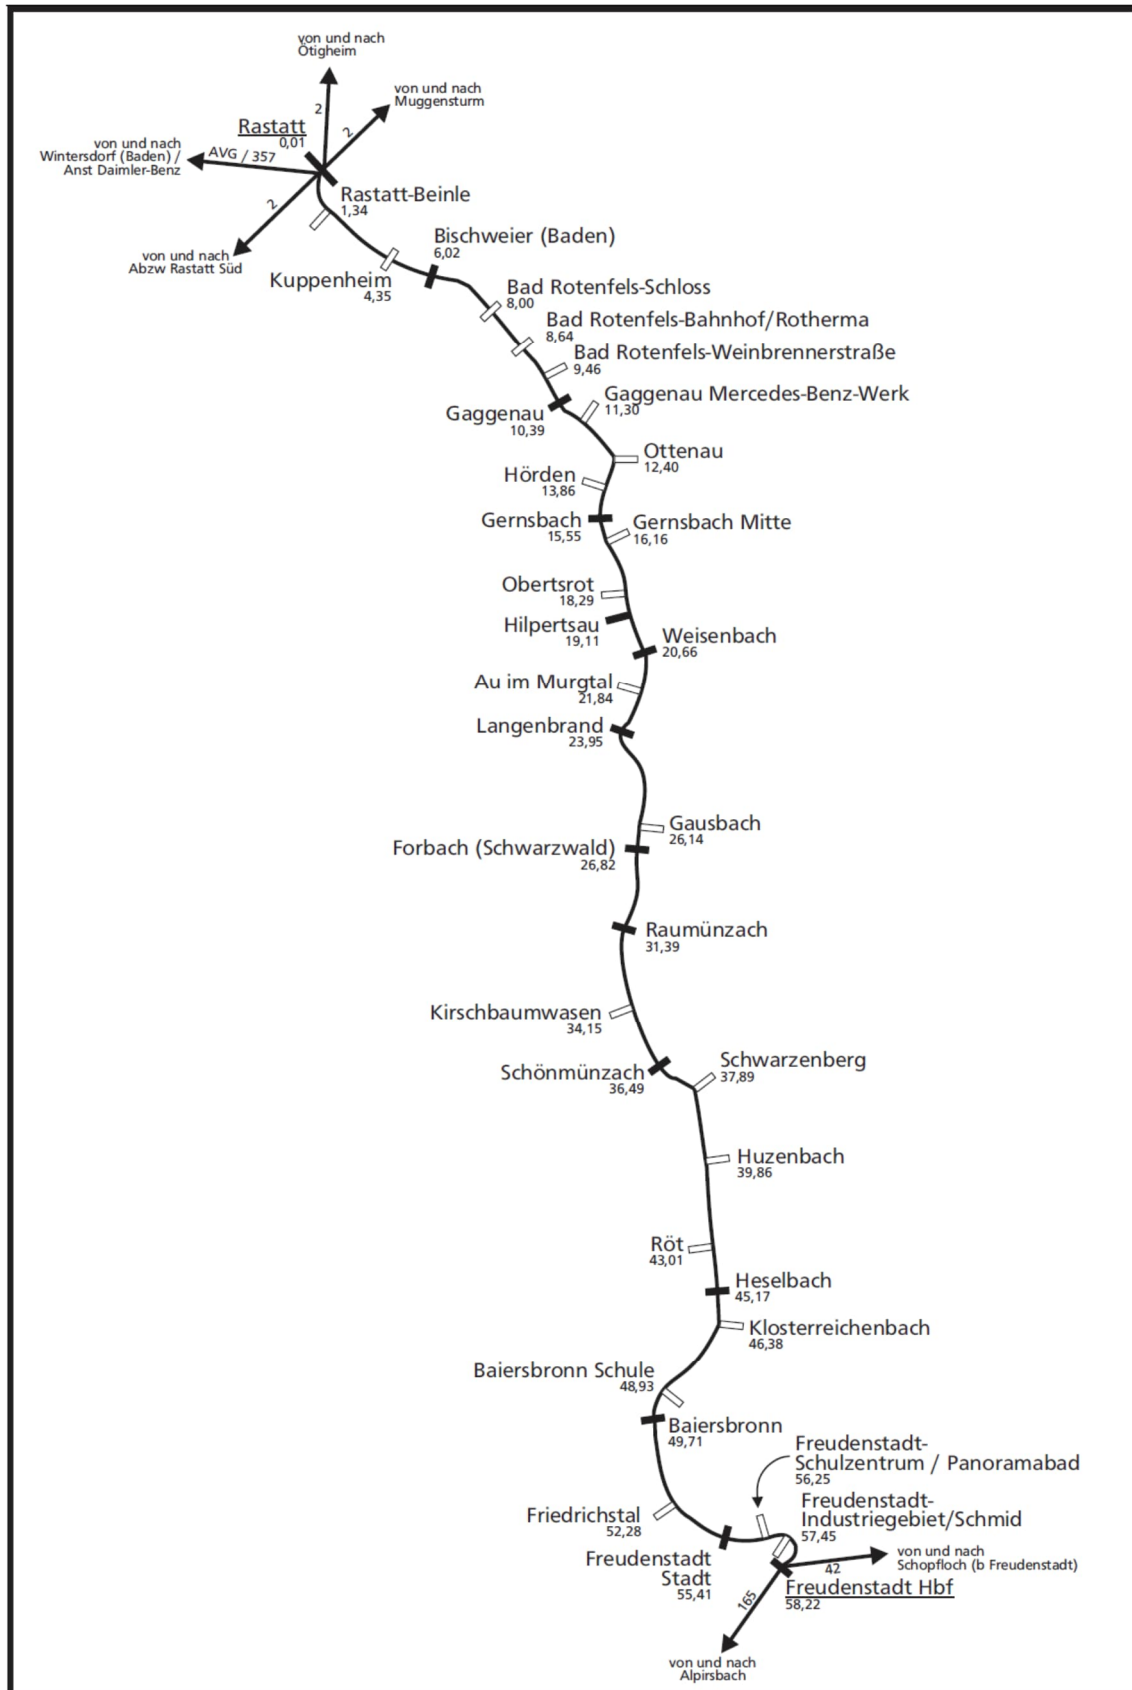 von und nach
Ötigheim
von und nach
Muggensturm
2
2
Rastatt
0,01
von und nach
Wintersdorf (Baden) /
Anst Daimler-Benz
AVG / 357
2
von und nach
Abzw Rastatt Süd
Rastatt-Beinle
1,34
Bischweier (Baden)
6,02
Kuppenheim
4,35
Bad Rotenfels-Schloss
8,00
Bad Rotenfels-Bahnhof/Rotherma
8,64
Bad Rotenfels-Weinbrennerstraße
9,46
Gaggenau Mercedes-Benz-Werk
11,30
Gaggenau
10,39
Ottenau
12,40
Hörden
13,86
Gernsbach
15,55
Gernsbach Mitte
16,16
Obertsrot
18,29
Hilpertsau
19,11
Weisenbach
20,66
Au im Murgtal
21,84
Langenbrand
23,95
Gausbach
26,14
Forbach (Schwarzwald)
26,82
Raumünzach
31,39
Kirschbaumwasen
34,15
Schönmünzach
36,49
Schwarzenberg
37,89
Huzenbach
39,86
Röt
43,01
Heselbach
45,17
Klosterreichenbach
46,38
Baiersbronn Schule
48,93
Baiersbronn
49,71
Freudenstadt-
Schulzentrum / Panoramabad
56,25
Friedrichstal
52,28
Freudenstadt-
Industriegebiet/Schmid
57,45
Freudenstadt
Stadt
55,41
von und nach
Schopfloch (b Freudenstadt)
42
Freudenstadt Hbf
58,22
165
von und nach
Alpirsbach